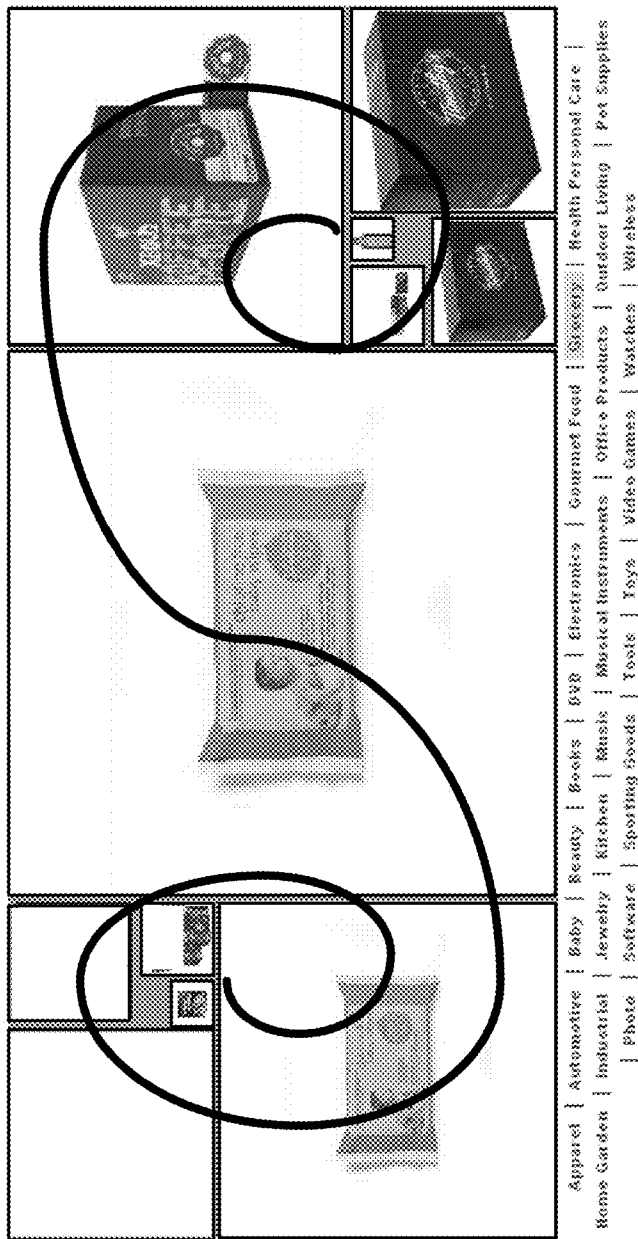 Apparel | Automotive | Baby | Beauty | Books | DVD | Electronics | Gourmet Food | Grocery | Health Personal Care |
Home Garden | Industrial | Jewelry | Kitchen | Music | Musical Instruments | Office Products | Outdoor Living | Pet Supplies
| Photo | Software | Sporting Goods | Tools | Toys | Video Games | Watches | Wireless